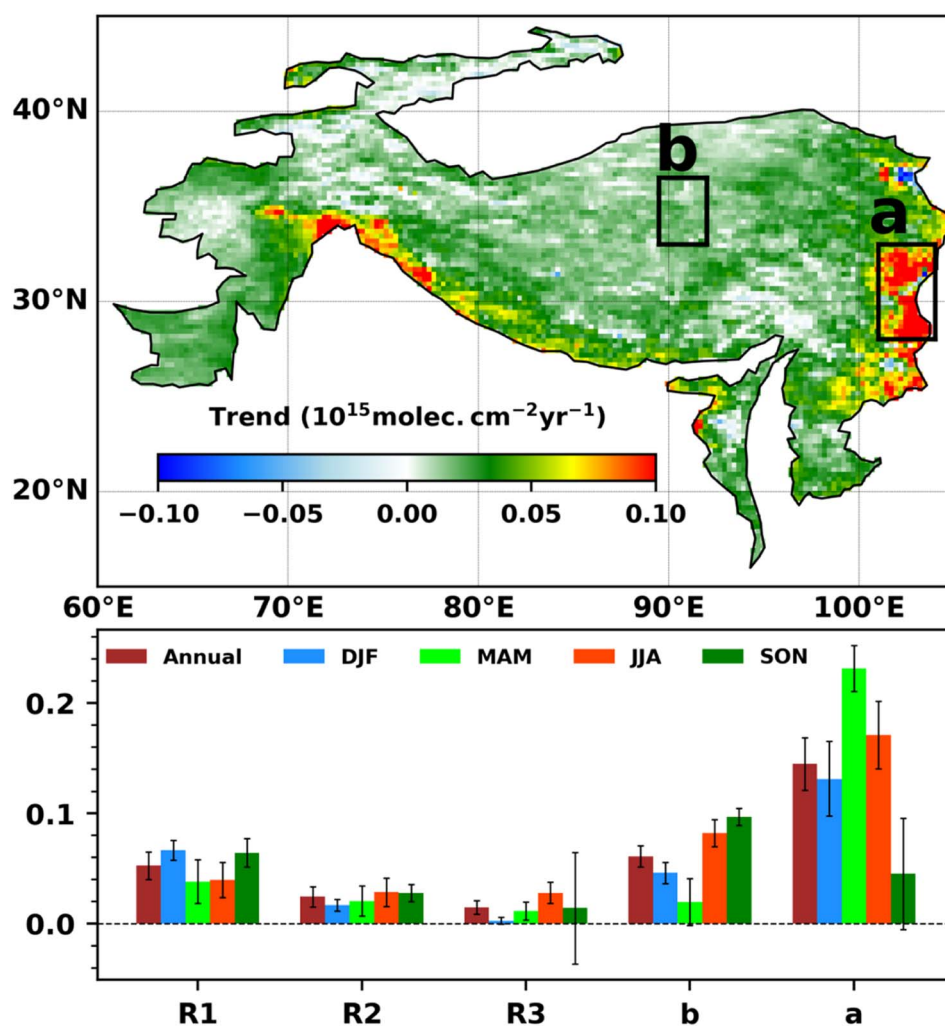 40°N
b
a
30°N
Trend (10¹⁵molec. cm⁻²yr⁻¹)
20°N
−0.10 −0.05 0.00 0.05 0.10
60°E 70°E 80°E 90°E 100°E
Annual DJF MAM JJA SON
0.2
0.1
0.0
R1 R2 R3 b a